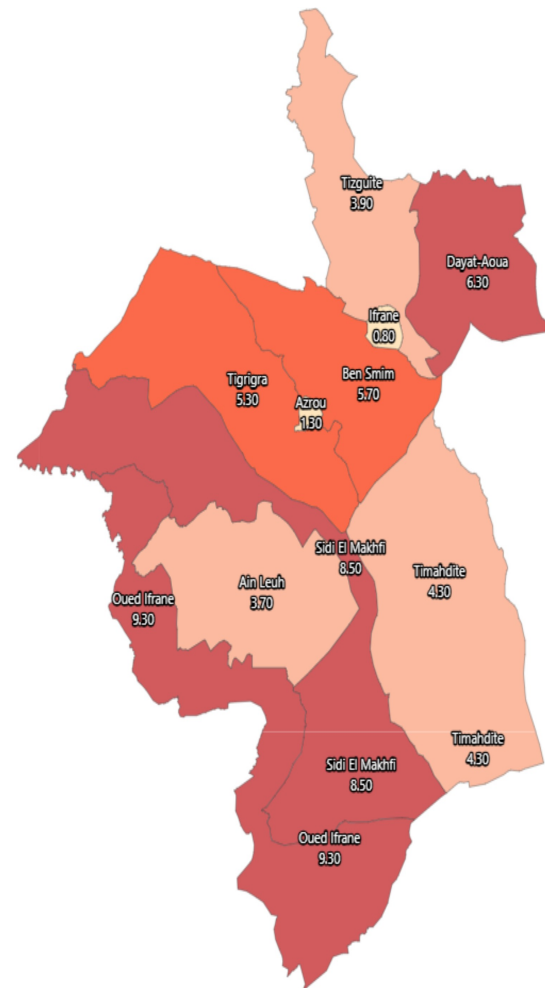 Tizguite
3.90
Dayat-Aoua
6.30
Ifrane
0.80
Ben Smim
5.70
Tigrigra
5.30
Azrou
1.30
Sidi El Makhfi
8.50
Timahdite
4.30
Ain Leuh
3.70
Oued Ifrane
9.30
Timahdite
4.30
Sidi El Makhfi
8.50
Oued Ifrane
9.30